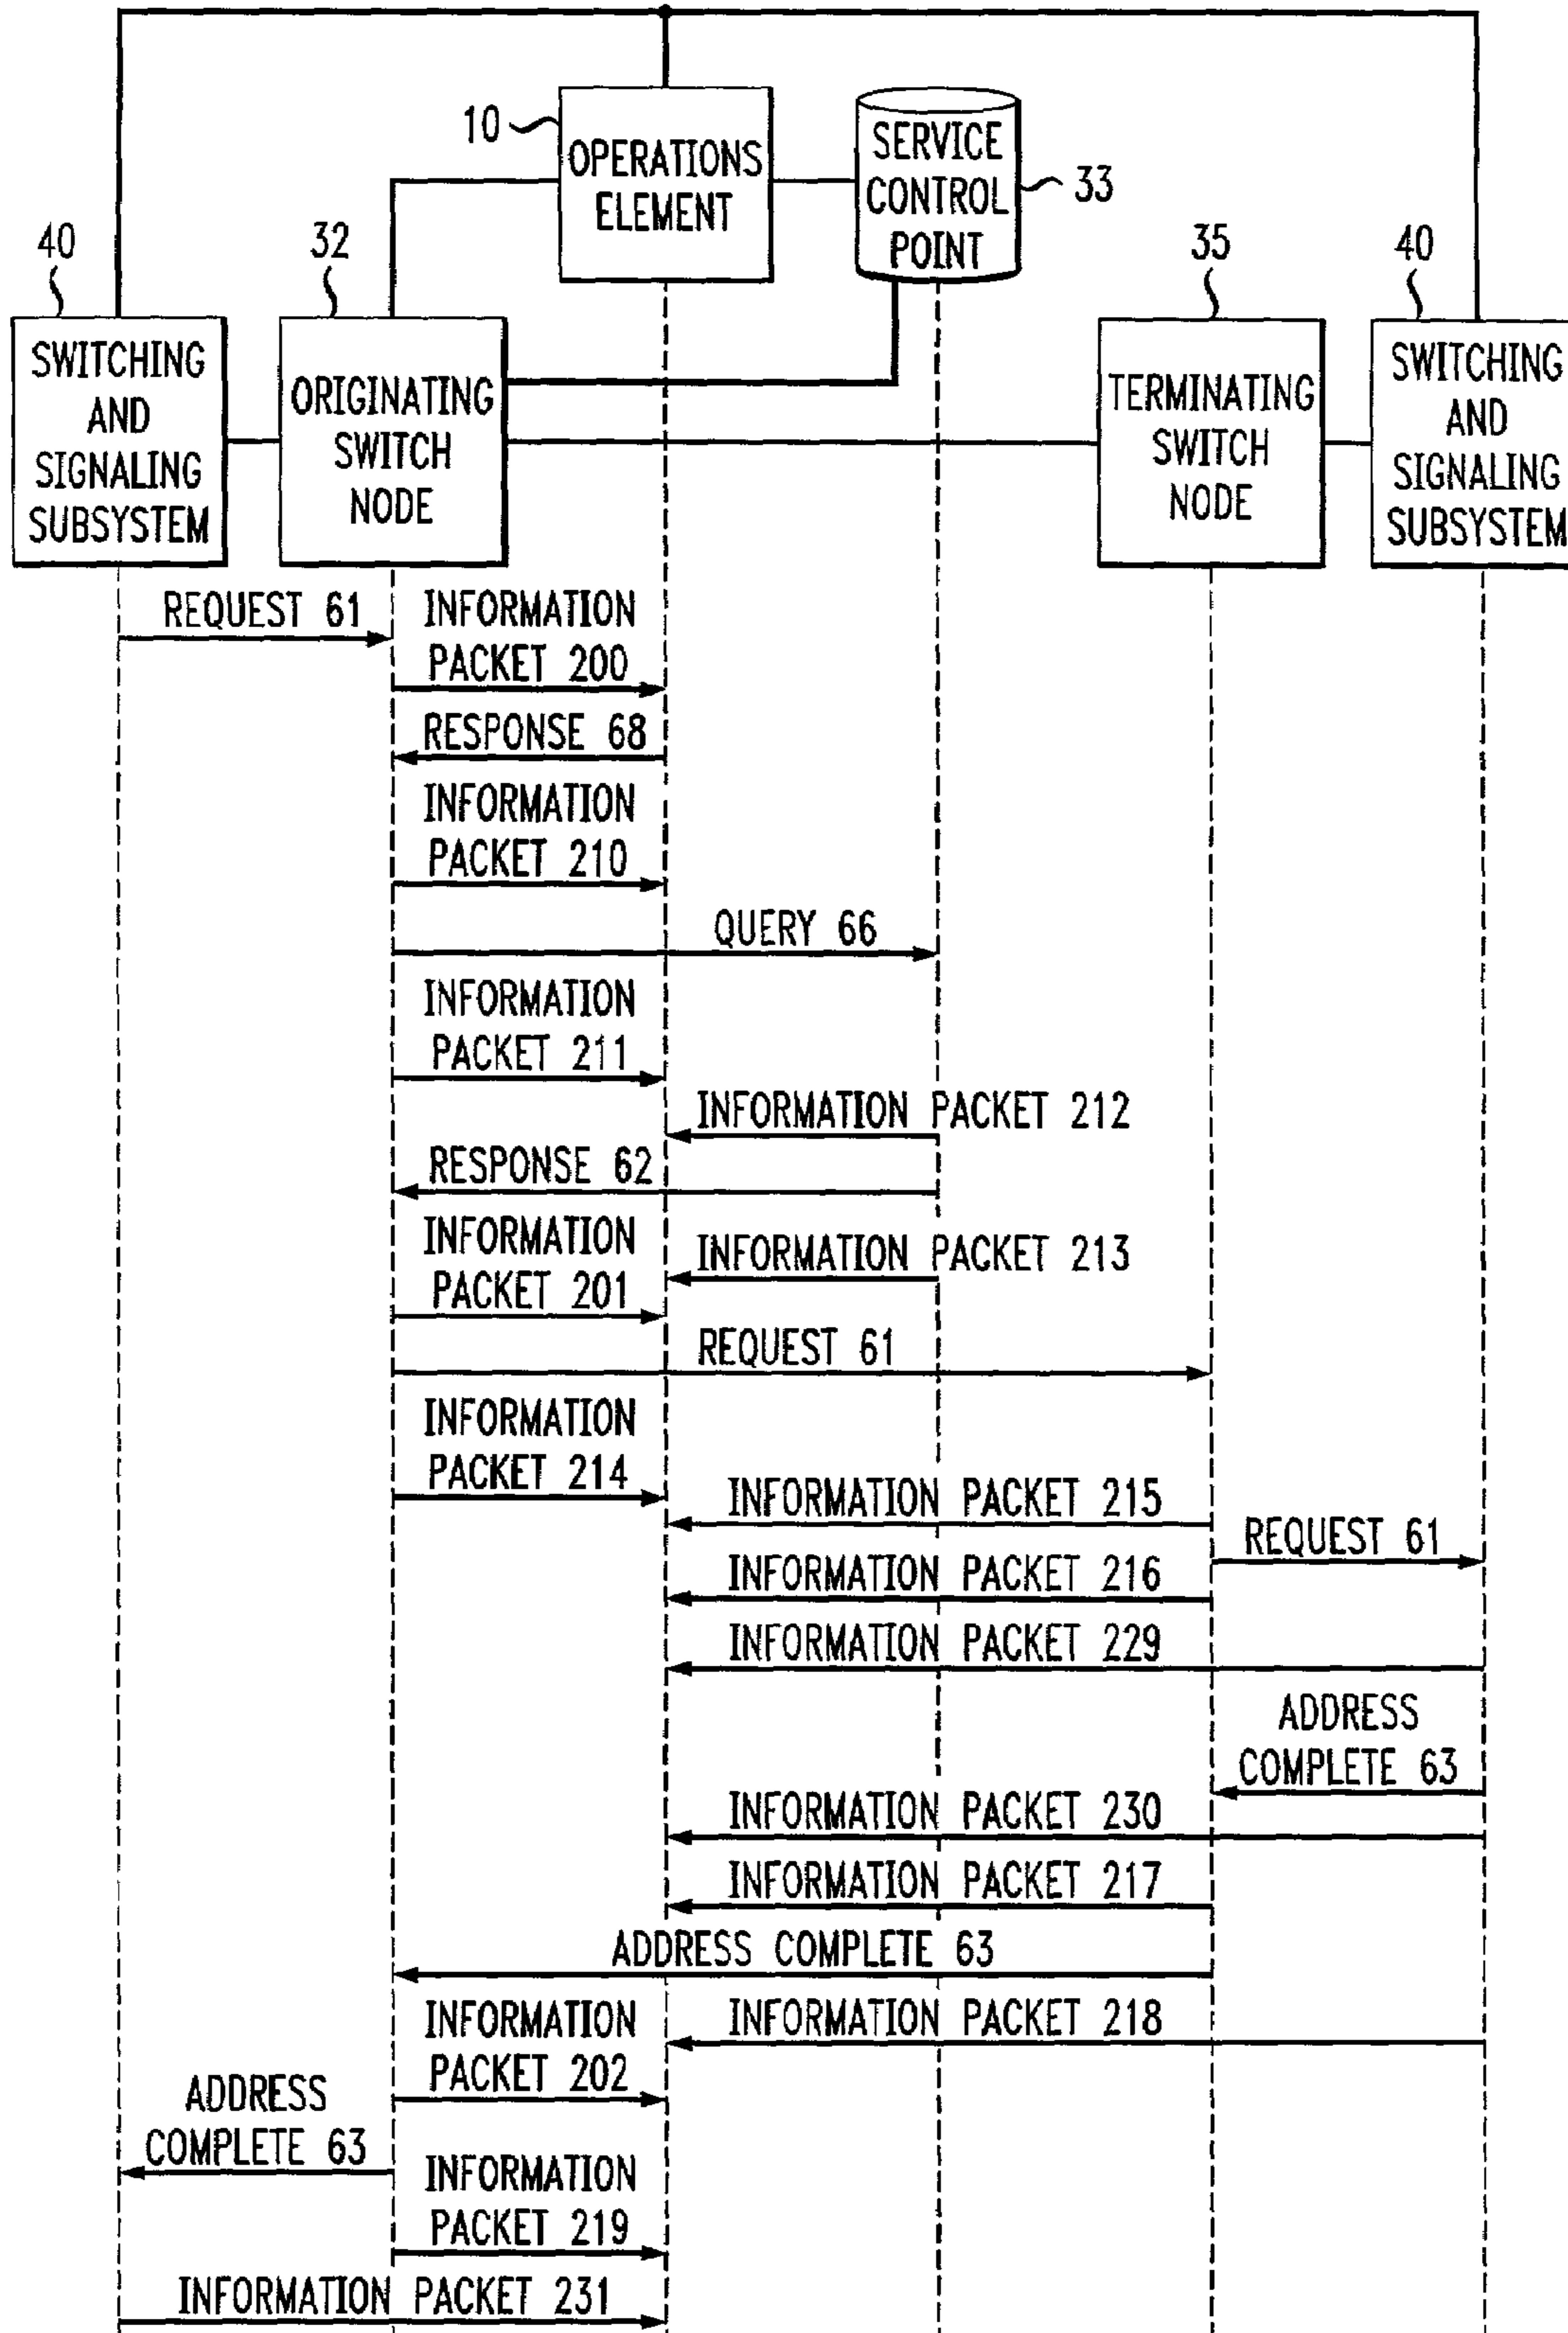 10
OPERATIONS
ELEMENT
SERVICE
CONTROL
POINT
33
40
32
35
40
SWITCHING
AND
SIGNALING
SUBSYSTEM
ORIGINATING
SWITCH
NODE
TERMINATING
SWITCH
NODE
SWITCHING
AND
SIGNALING
SUBSYSTEM
REQUEST 61
INFORMATION
PACKET 200
RESPONSE 68
INFORMATION
PACKET 210
QUERY 66
INFORMATION
PACKET 211
INFORMATION PACKET 212
RESPONSE 62
INFORMATION
PACKET 201
INFORMATION PACKET 213
REQUEST 61
INFORMATION
PACKET 214
INFORMATION PACKET 215
REQUEST 61
INFORMATION PACKET 216
INFORMATION PACKET 229
ADDRESS
COMPLETE 63
INFORMATION PACKET 230
INFORMATION PACKET 217
ADDRESS COMPLETE 63
INFORMATION
PACKET 202
INFORMATION PACKET 218
ADDRESS
COMPLETE 63
INFORMATION
PACKET 219
INFORMATION PACKET 231